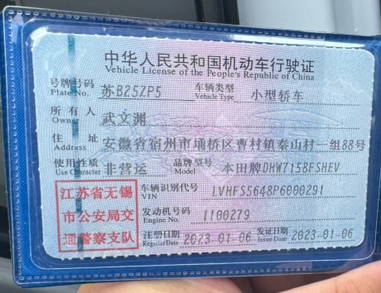 中华人民共和国机动车行驶证
Vehicle License of the People's Republic of China
号牌号码 苏B25ZP5 车辆类型 小型轿车
Plate No. Vehicle Type
所有人 武文洲
Owner
住址 安徽省宿州市埇桥区曹村镇秦山村一组88号
Address
使用性质 非营运 品牌型号 本田牌DHW7158FSHEV
Use Character Model
江苏省无锡市公安局交通警察支队
车辆识别代号 LVHFS5648P6000291
VIN
发动机号码 1100279
Engine No.
注册日期 2023-01-06 发证日期 2023-01-06
Register Date Issue Date